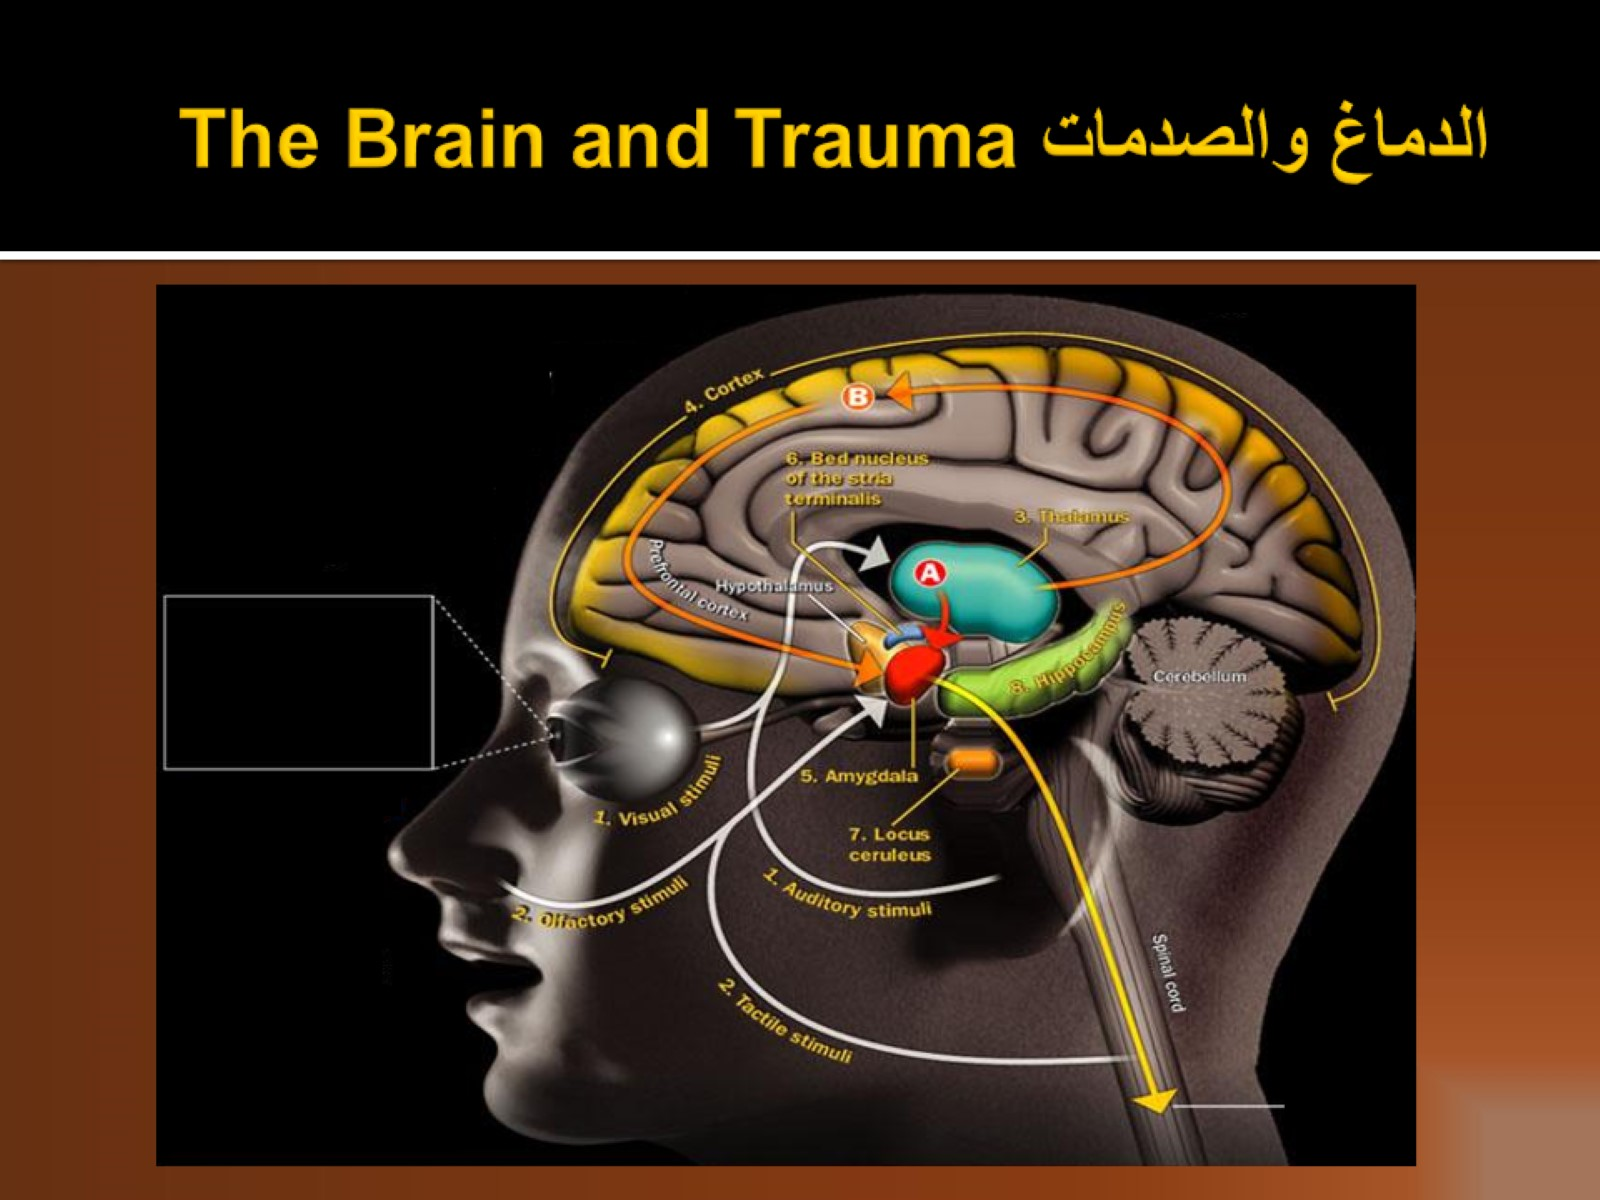 The Brain and Trauma الدماغ والصدمات
4. Cortex
B
6. Bed nucleus
of the stria
terminalis
3. Thalamus
A
Prefrontal cortex
Hypothalamus
8. Hippocampus
Cerebellum
5. Amygdala
1. Visual stimuli
7. Locus
ceruleus
2. Olfactory stimuli
1. Auditory stimuli
Spinal cord
2. Tactile stimuli